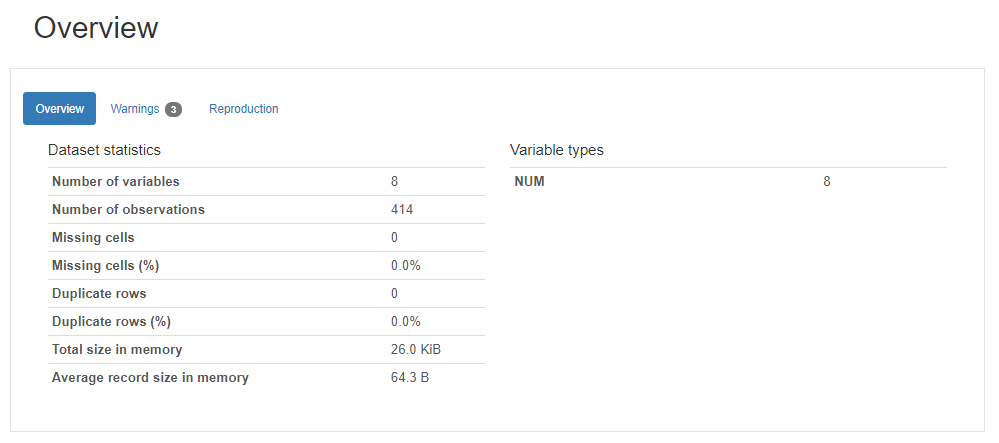 Overview
Overview Warnings 3 Reproduction
Dataset statistics
Number of variables 8
Number of observations 414
Missing cells 0
Missing cells (%) 0.0%
Duplicate rows 0
Duplicate rows (%) 0.0%
Total size in memory 26.0 KiB
Average record size in memory 64.3 B
Variable types
NUM 8